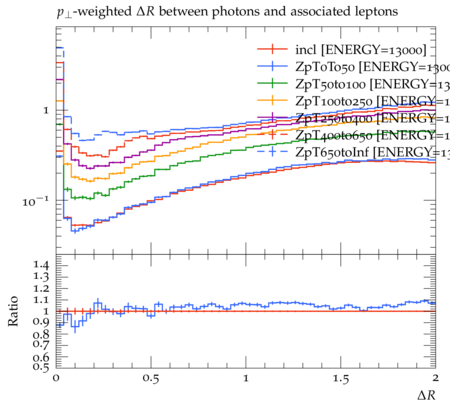 p⊥-weighted ΔR between photons and associated leptons
incl [ENERGY=13000]
ZpT0To50 [ENERGY=1300
ZpT50to100 [ENERGY=13
ZpT100to250 [ENERGY=1
ZpT250to400 [ENERGY=1
ZpT400to650 [ENERGY=1
ZpT650toInf [ENERGY=13
1
10⁻¹
1.4
1.3
1.2
1.1
1.0
0.9
0.8
0.7
0.6
0.5
Ratio
0 0.5 1 1.5 2
ΔR